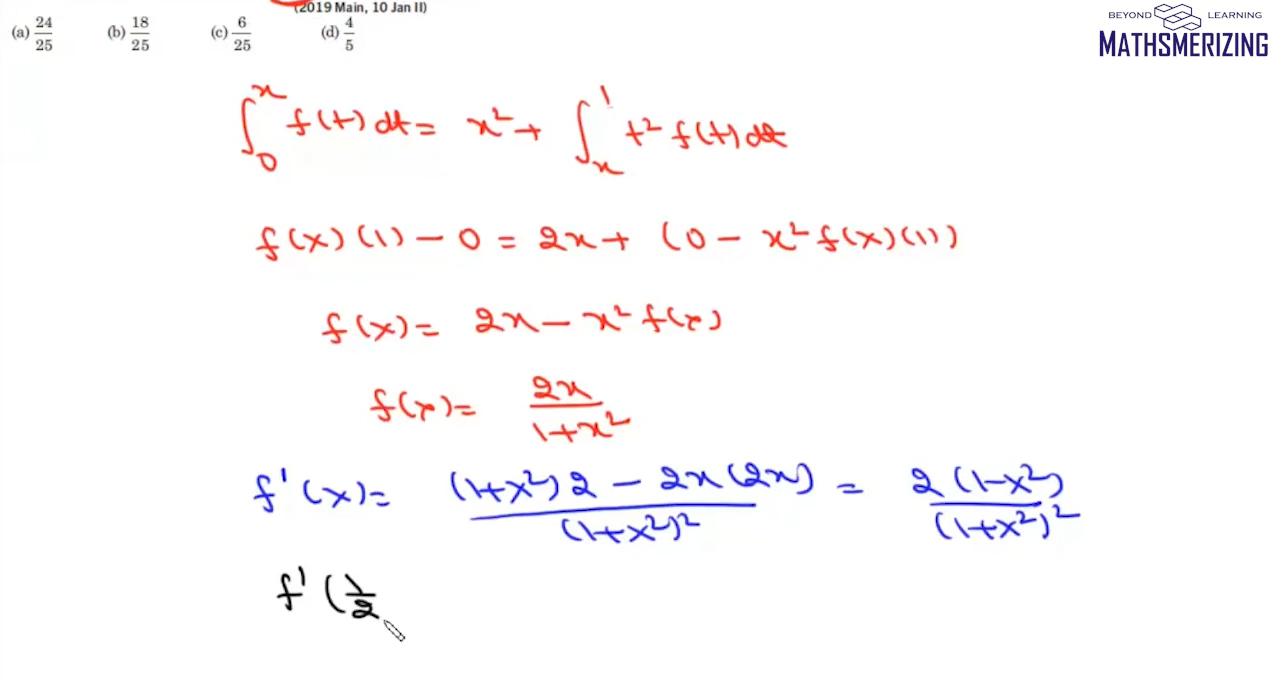 (2019 Main, 10 Jan II)
BEYOND LEARNING
MATHSMERIZING
(a) 24/25 (b) 18/25 (c) 6/25 (d) 4/5
∫₀ˣ f(t) dt = x² + ∫ₓ¹ t² f(t) dt
f(x)(1) - 0 = 2x + (0 - x² f(x)(1))
f(x) = 2x - x² f(x)
f(x) = 2x/(1+x²)
f'(x) = ((1+x²)2 - 2x(2x))/(1+x²)² = 2(1-x²)/(1+x²)²
f'(1/2